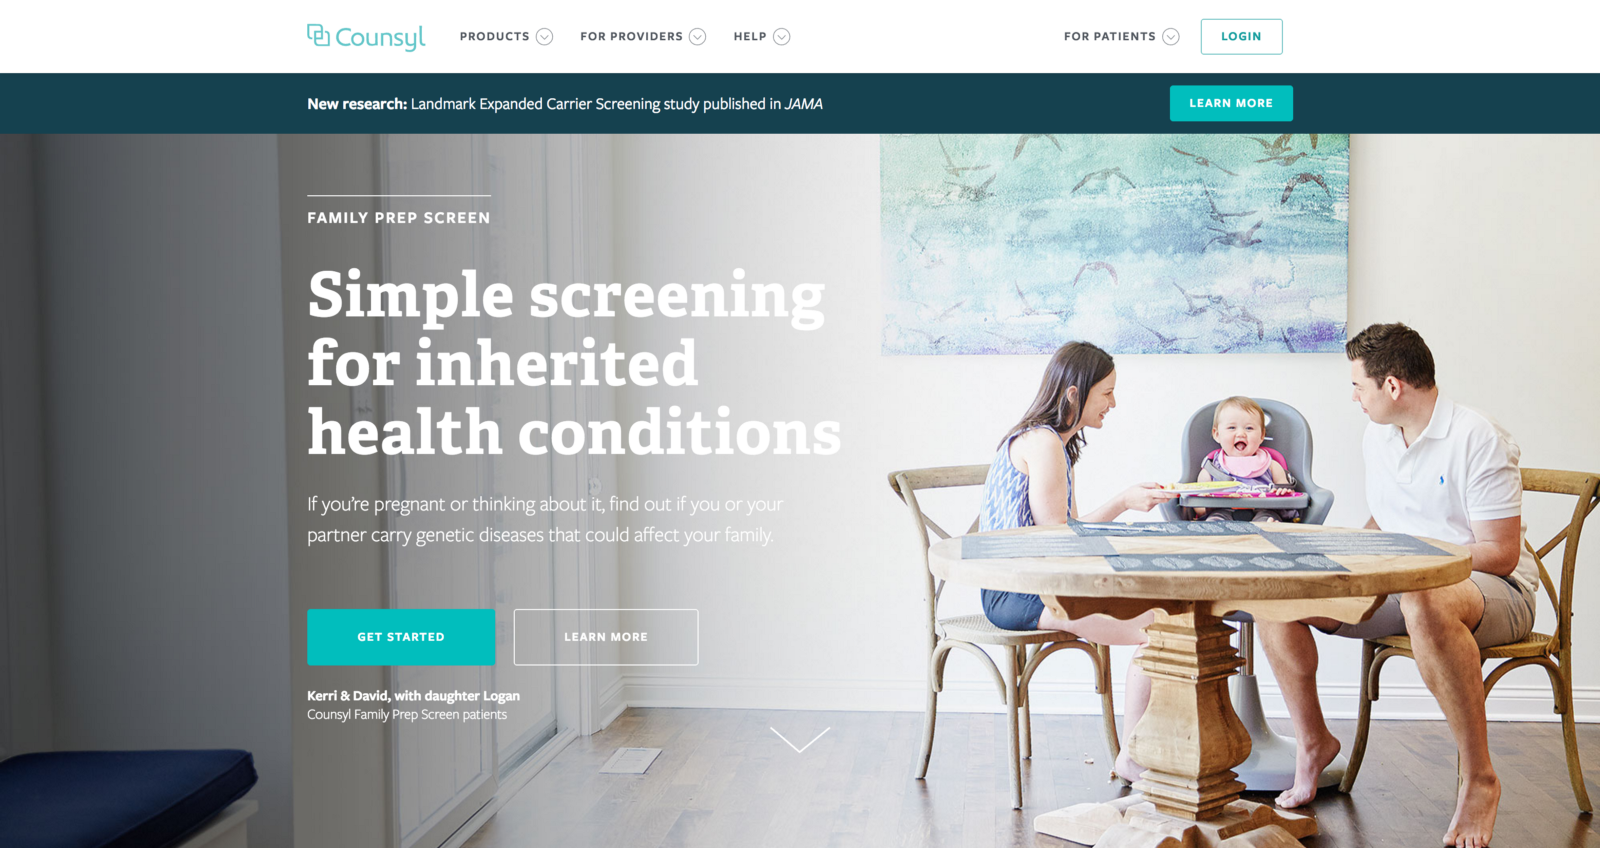 Counsyl
PRODUCTS
FOR PROVIDERS
HELP
FOR PATIENTS
LOGIN
New research: Landmark Expanded Carrier Screening study published in JAMA
LEARN MORE
FAMILY PREP SCREEN
Simple screening
for inherited
health conditions
If you’re pregnant or thinking about it, find out if you or your
partner carry genetic diseases that could affect your family.
GET STARTED
LEARN MORE
Kerri & David, with daughter Logan
Counsyl Family Prep Screen patients